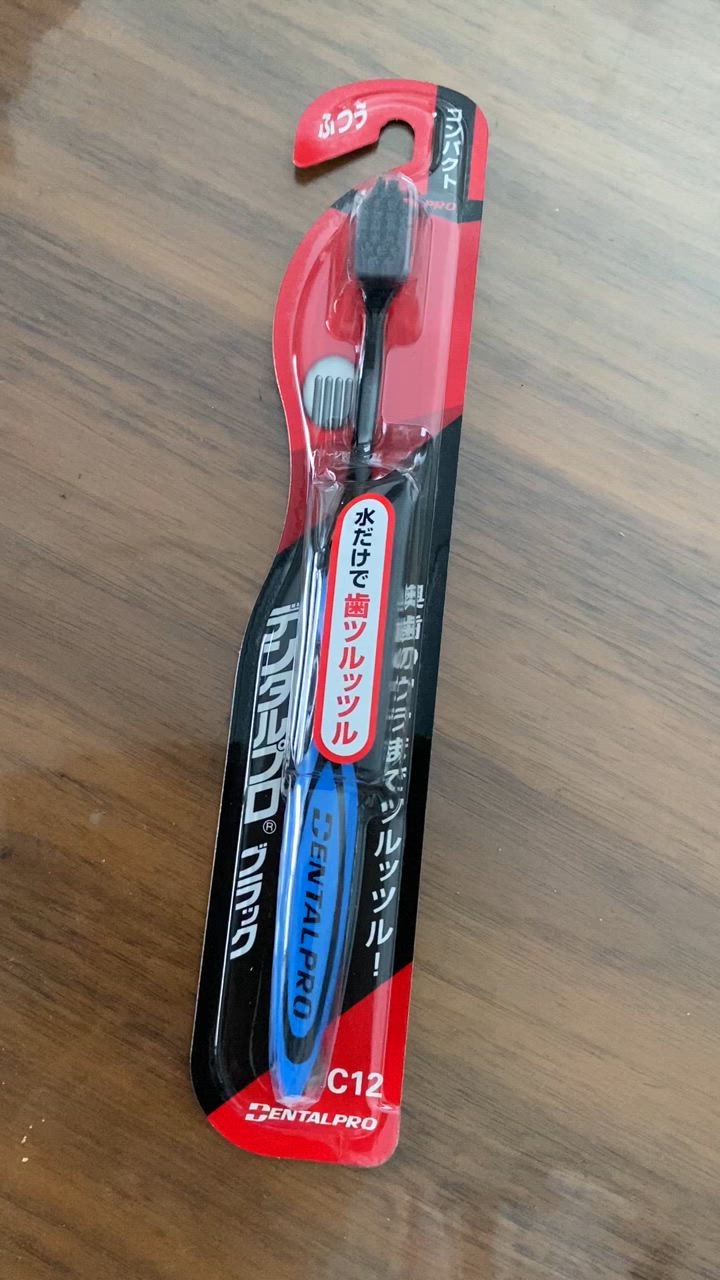 ふつう
コンパクト
PRO
水だけで歯ツルッツル
奥歯のウラまでツルッツル!
デンタルプロ® ブラック
DENTALPRO
C12
DENTALPRO